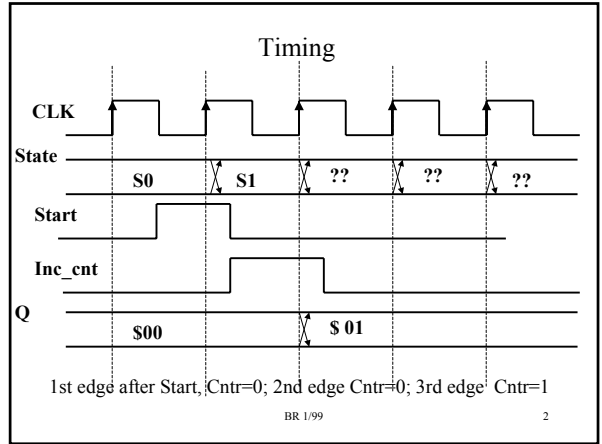 Timing
CLK
State
S0 S1 ?? ?? ??
Start
Inc_cnt
Q
$00 $ 01
1st edge after Start, Cntr=0; 2nd edge Cntr=0; 3rd edge Cntr=1
BR 1/99 2